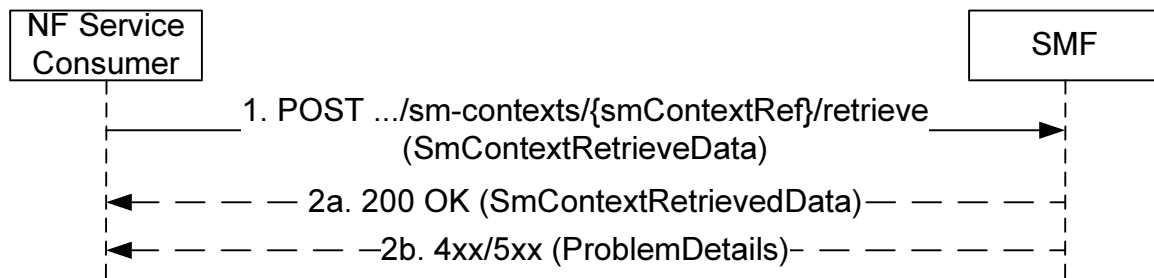 NF Service
Consumer
SMF
1. POST .../sm-contexts/{smContextRef}/retrieve
(SmContextRetrieveData)
2a. 200 OK (SmContextRetrievedData)
2b. 4xx/5xx (ProblemDetails)